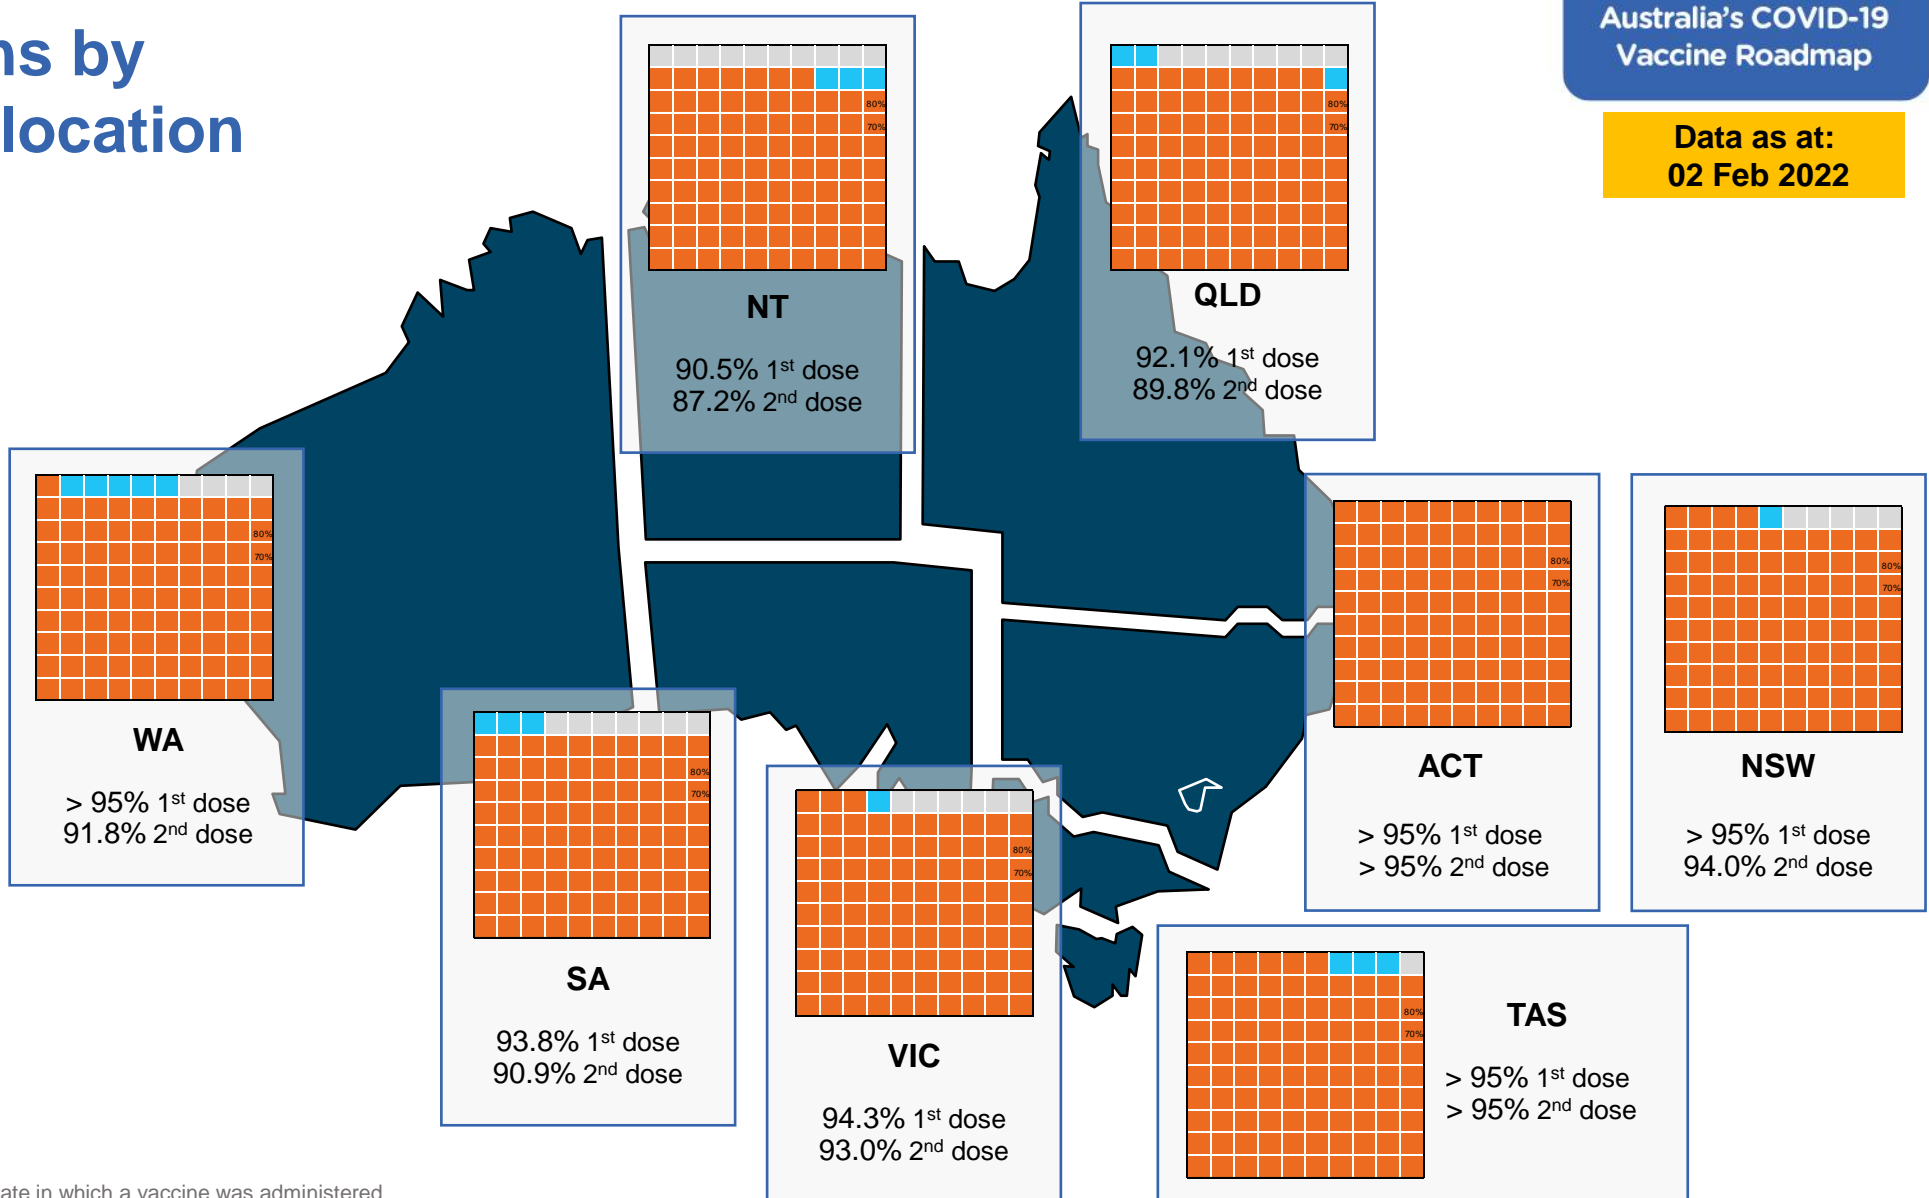 ns by
location
Australia's COVID-19
Vaccine Roadmap
Data as at:
02 Feb 2022
80%
70%
NT
90.5% 1st dose
87.2% 2nd dose
80%
70%
QLD
92.1% 1st dose
89.8% 2nd dose
80%
70%
WA
> 95% 1st dose
91.8% 2nd dose
80%
70%
SA
93.8% 1st dose
90.9% 2nd dose
80%
70%
VIC
94.3% 1st dose
93.0% 2nd dose
80%
70%
ACT
> 95% 1st dose
> 95% 2nd dose
80%
70%
NSW
> 95% 1st dose
94.0% 2nd dose
80%
70%
TAS
> 95% 1st dose
> 95% 2nd dose
ate in which a vaccine was administered